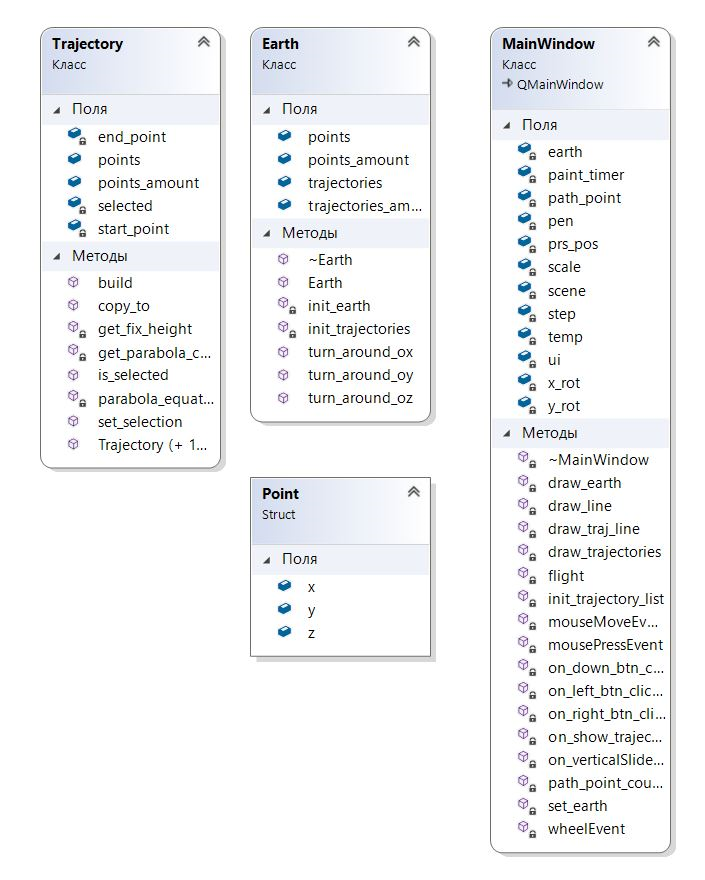 Trajectory
Класс
Поля
end_point
points
points_amount
selected
start_point
Методы
build
copy_to
get_fix_height
get_parabola_c...
is_selected
parabola_equat...
set_selection
Trajectory (+ 1...
Earth
Класс
Поля
points
points_amount
trajectories
trajectories_am...
Методы
~Earth
Earth
init_earth
init_trajectories
turn_around_ox
turn_around_oy
turn_around_oz
Point
Struct
Поля
x
y
z
MainWindow
Класс
QMainWindow
Поля
earth
paint_timer
path_point
pen
prs_pos
scale
scene
step
temp
ui
x_rot
y_rot
Методы
~MainWindow
draw_earth
draw_line
draw_traj_line
draw_trajectories
flight
init_trajectory_list
mouseMoveEv...
mousePressEvent
on_down_btn_c...
on_left_btn_clic...
on_right_btn_cli...
on_show_trajec...
on_verticalSlide...
path_point_cou...
set_earth
wheelEvent